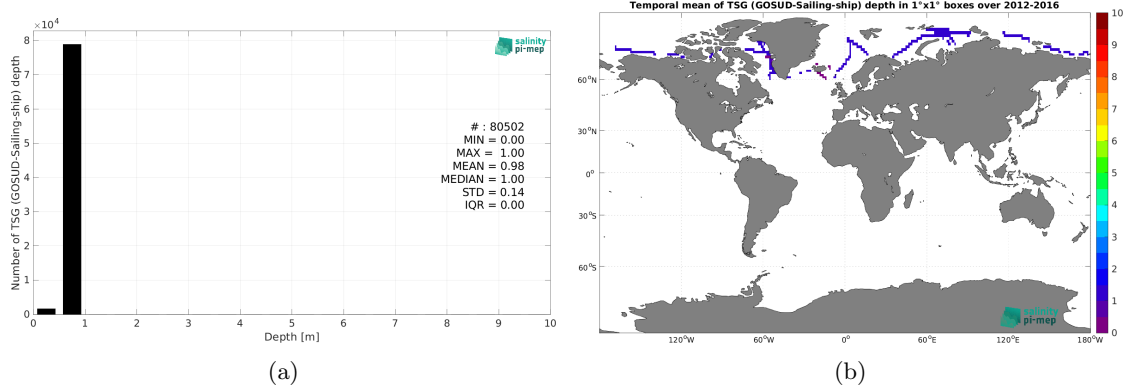 ×10⁴
8
7
6
5
4
3
2
1
0
Number of TSG (GOSUD-Sailing-ship) depth
salinity
pi-mep
# : 80502
MIN = 0.00
MAX = 1.00
MEAN = 0.98
MEDIAN = 1.00
STD = 0.14
IQR = 0.00
0 1 2 3 4 5 6 7 8 9 10
Depth [m]
(a)
Temporal mean of TSG (GOSUD-Sailing-ship) depth in 1°x1° boxes over 2012-2016
60°N
30°N
0°
30°S
60°S
120°W 60°W 0° 60°E 120°E 180°W
salinity
pi-mep
10
9
8
7
6
5
4
3
2
1
0
(b)